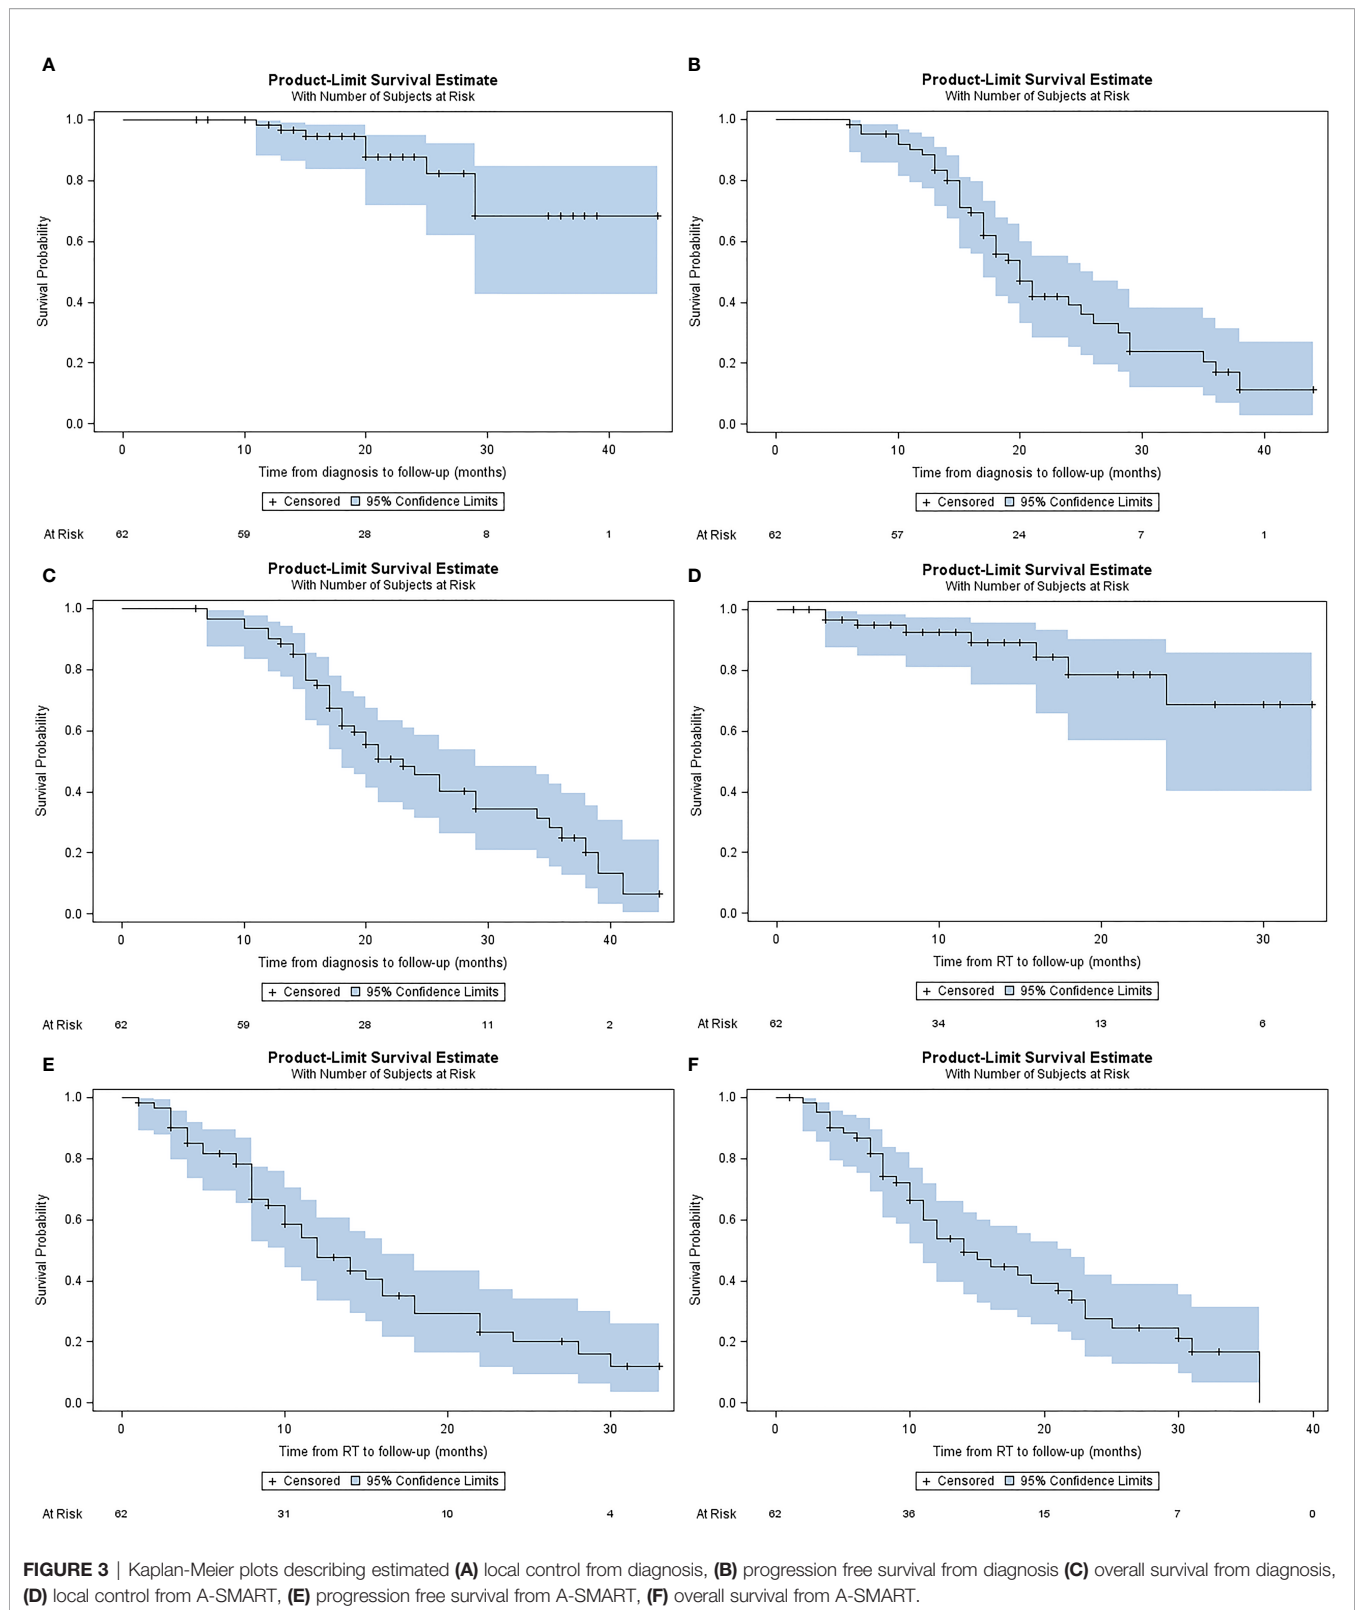 A
Product-Limit Survival Estimate
With Number of Subjects at Risk
1.0
0.8
0.6
0.4
0.2
0.0
Survival Probability
0 10 20 30 40
Time from diagnosis to follow-up (months)
+ Censored 95% Confidence Limits
At Risk 62 59 28 8 1
B
Product-Limit Survival Estimate
With Number of Subjects at Risk
1.0
0.8
0.6
0.4
0.2
0.0
Survival Probability
0 10 20 30 40
Time from diagnosis to follow-up (months)
+ Censored 95% Confidence Limits
At Risk 62 57 24 7 1
C
Product-Limit Survival Estimate
With Number of Subjects at Risk
1.0
0.8
0.6
0.4
0.2
0.0
Survival Probability
0 10 20 30 40
Time from diagnosis to follow-up (months)
+ Censored 95% Confidence Limits
At Risk 62 59 28 11 2
D
Product-Limit Survival Estimate
With Number of Subjects at Risk
1.0
0.8
0.6
0.4
0.2
0.0
Survival Probability
0 10 20 30
Time from RT to follow-up (months)
+ Censored 95% Confidence Limits
At Risk 62 34 13 6
E
Product-Limit Survival Estimate
With Number of Subjects at Risk
1.0
0.8
0.6
0.4
0.2
0.0
Survival Probability
0 10 20 30
Time from RT to follow-up (months)
+ Censored 95% Confidence Limits
At Risk 62 31 10 4
F
Product-Limit Survival Estimate
With Number of Subjects at Risk
1.0
0.8
0.6
0.4
0.2
0.0
Survival Probability
0 10 20 30 40
Time from RT to follow-up (months)
+ Censored 95% Confidence Limits
At Risk 62 36 15 7 0
FIGURE 3 | Kaplan-Meier plots describing estimated (A) local control from diagnosis, (B) progression free survival from diagnosis (C) overall survival from diagnosis,
(D) local control from A-SMART, (E) progression free survival from A-SMART, (F) overall survival from A-SMART.